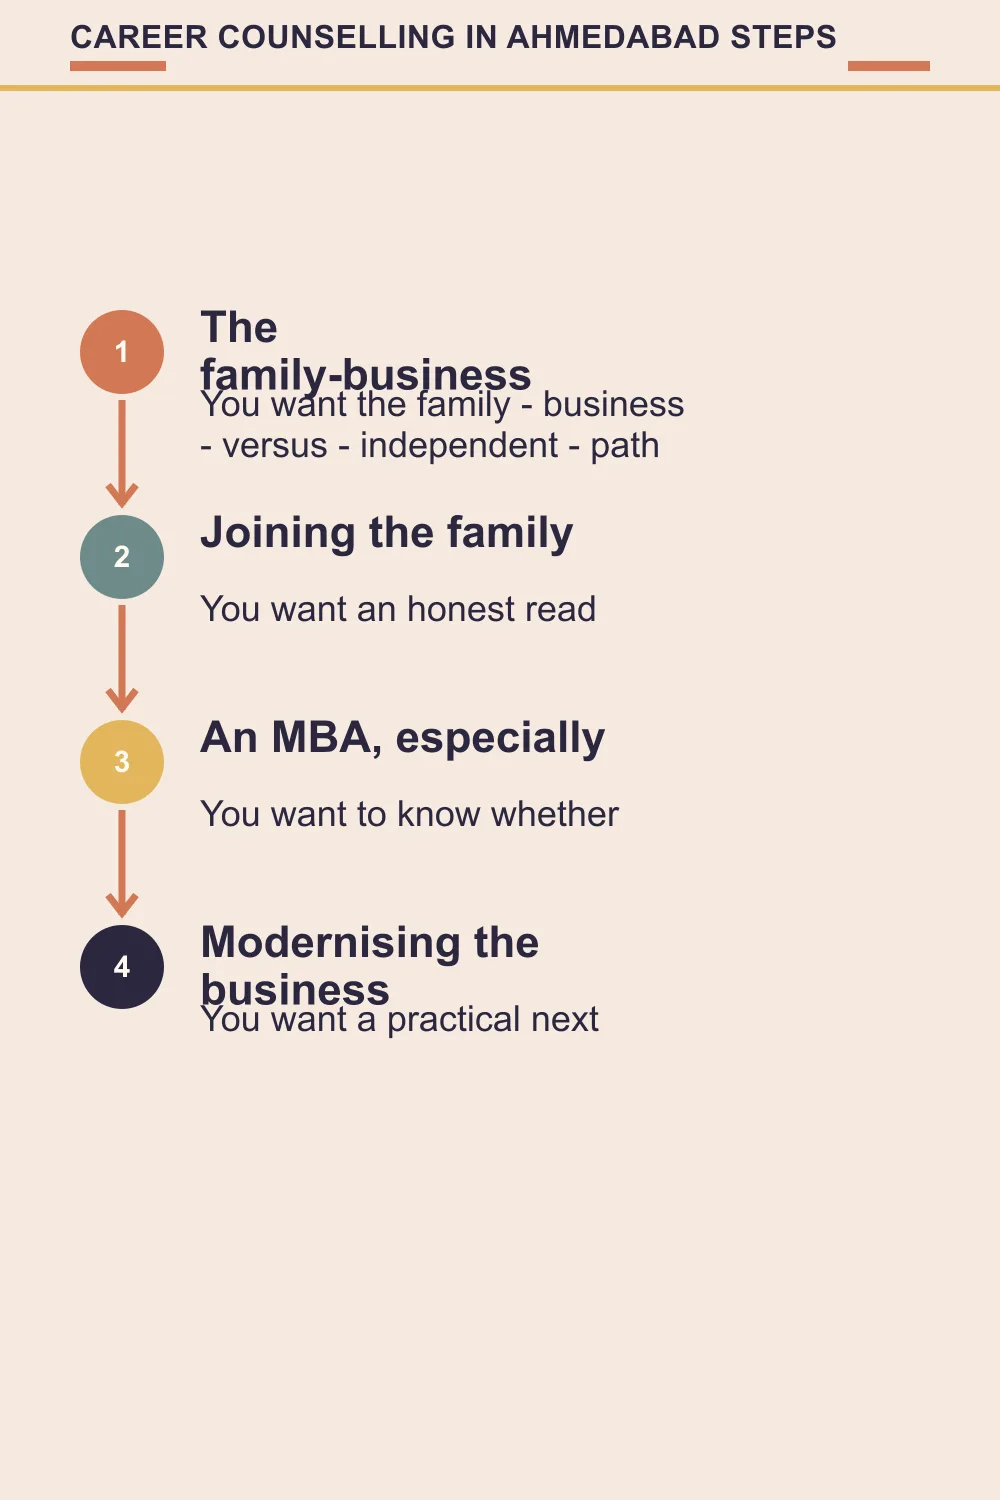 CAREER COUNSELLING IN AHMEDABAD STEPS
1
The
family-business
You want the family - business
- versus - independent - path
2
Joining the family
You want an honest read
3
An MBA, especially
You want to know whether
4
Modernising the
business
You want a practical next